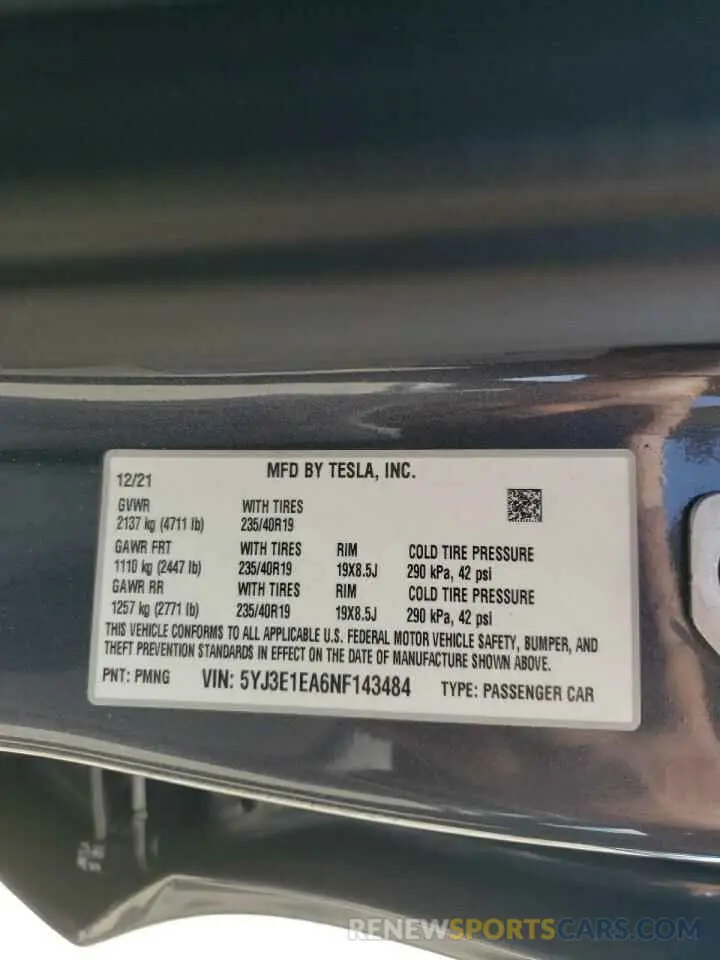 12/21 MFD BY TESLA, INC.
GVWR WITH TIRES
2137 kg (4711 lb) 235/40R19
GAWR FRT WITH TIRES RIM COLD TIRE PRESSURE
1110 kg (2447 lb) 235/40R19 19X8.5J 290 kPa, 42 psi
GAWR RR WITH TIRES RIM COLD TIRE PRESSURE
1257 kg (2771 lb) 235/40R19 19X8.5J 290 kPa, 42 psi
THIS VEHICLE CONFORMS TO ALL APPLICABLE U.S. FEDERAL MOTOR VEHICLE SAFETY, BUMPER, AND
THEFT PREVENTION STANDARDS IN EFFECT ON THE DATE OF MANUFACTURE SHOWN ABOVE.
PNT: PMNG VIN: 5YJ3E1EA6NF143484 TYPE: PASSENGER CAR
RENEWSPORTSCARS.COM